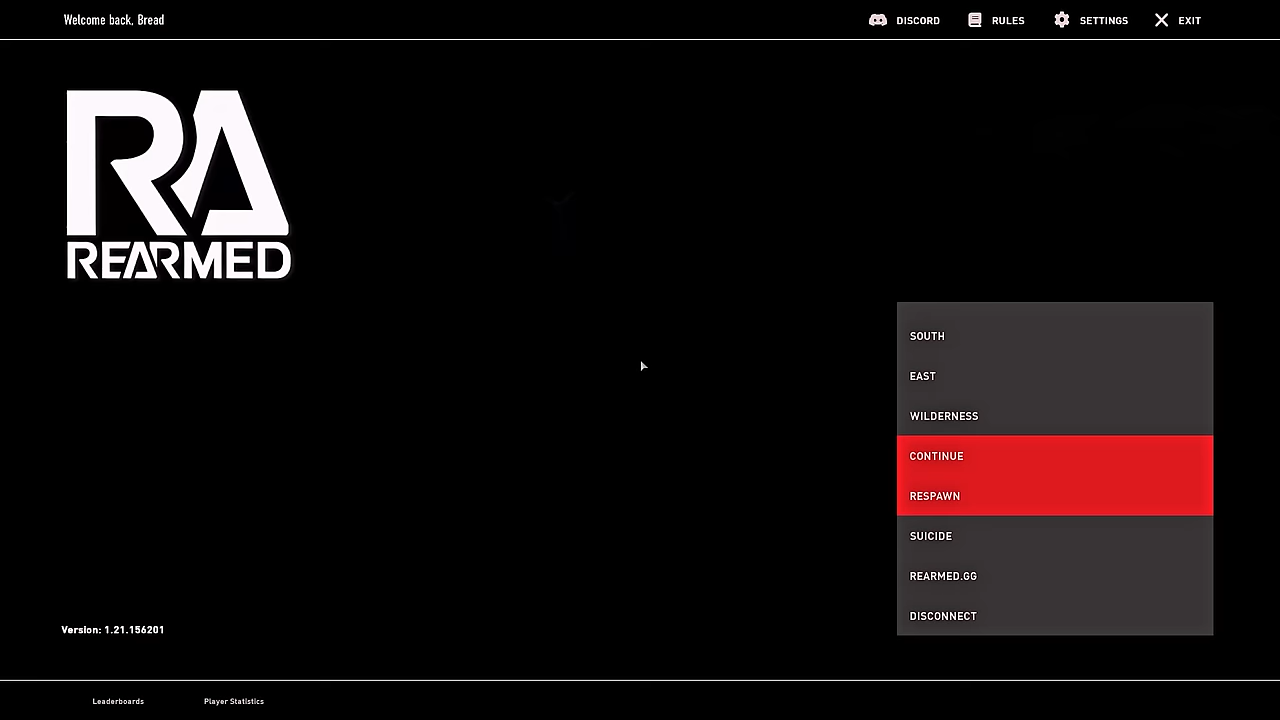 Welcome back, Bread
DISCORD
RULES
SETTINGS
EXIT
RA
REARMED
SOUTH
EAST
WILDERNESS
CONTINUE
RESPAWN
SUICIDE
REARMED.GG
DISCONNECT
Version: 1.21.156201
Leaderboards
Player Statistics